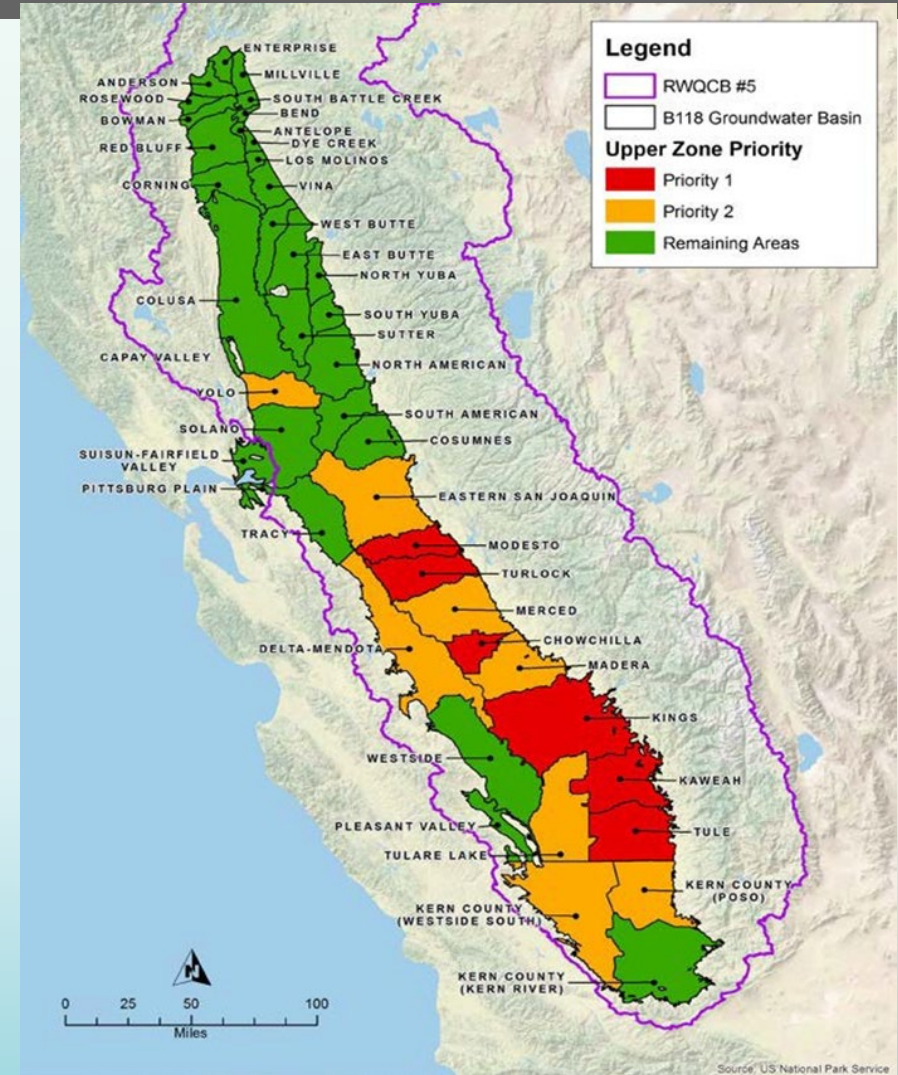 Legend
RWQCB #5
B118 Groundwater Basin
Upper Zone Priority
Priority 1
Priority 2
Remaining Areas
ENTERPRISE
MILLVILLE
ANDERSON
ROSEWOOD
SOUTH BATTLE CREEK
BOWMAN
BEND
ANTELOPE
DYE CREEK
RED BLUFF
LOS MOLINOS
CORNING
VINA
WEST BUTTE
EAST BUTTE
NORTH YUBA
COLUSA
SOUTH YUBA
SUTTER
CAPAY VALLEY
NORTH AMERICAN
YOLO
SOUTH AMERICAN
SOLANO
COSUMNES
SUISUN-FAIRFIELD
VALLEY
PITTSBURG PLAIN
EASTERN SAN JOAQUIN
TRACY
MODESTO
TURLOCK
MERCED
CHOWCHILLA
DELTA-MENDOTA
MADERA
KINGS
WESTSIDE
KAWEAH
PLEASANT VALLEY
TULE
TULARE LAKE
KERN COUNTY
(POSO)
KERN COUNTY
(WESTSIDE SOUTH)
KERN COUNTY
(KERN RIVER)
N
0 25 50 100
Miles
Source: US National Park Service